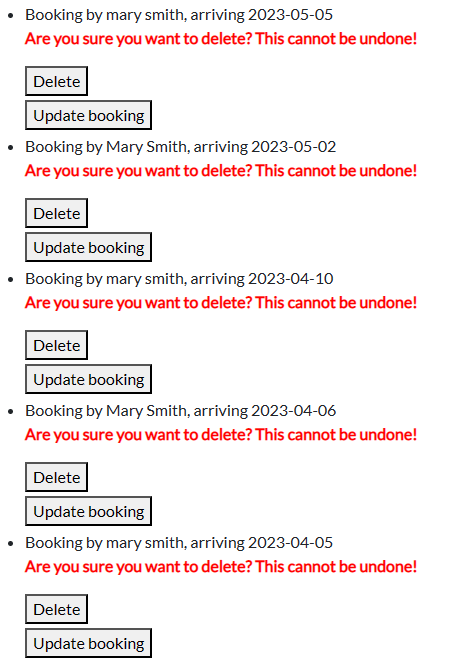 Booking by mary smith, arriving 2023-05-05
Are you sure you want to delete? This cannot be undone!
Delete
Update booking
Booking by Mary Smith, arriving 2023-05-02
Are you sure you want to delete? This cannot be undone!
Delete
Update booking
Booking by mary smith, arriving 2023-04-10
Are you sure you want to delete? This cannot be undone!
Delete
Update booking
Booking by Mary Smith, arriving 2023-04-06
Are you sure you want to delete? This cannot be undone!
Delete
Update booking
Booking by mary smith, arriving 2023-04-05
Are you sure you want to delete? This cannot be undone!
Delete
Update booking